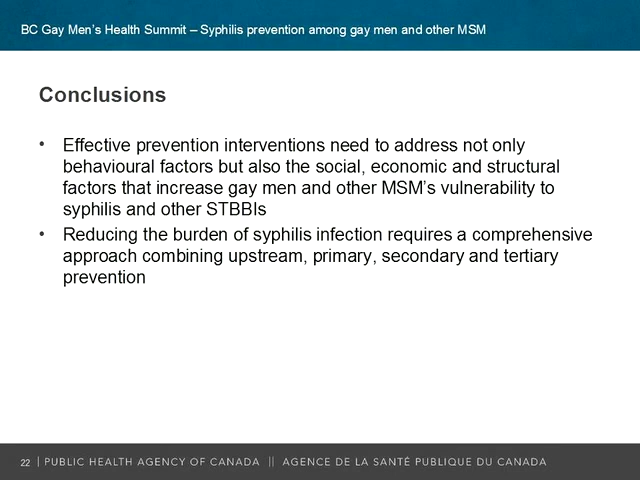 BC Gay Men's Health Summit – Syphilis prevention among gay men and other MSM
Conclusions
• Effective prevention interventions need to address not only
behavioural factors but also the social, economic and structural
factors that increase gay men and other MSM's vulnerability to
syphilis and other STBBIs
• Reducing the burden of syphilis infection requires a comprehensive
approach combining upstream, primary, secondary and tertiary
prevention
22 | PUBLIC HEALTH AGENCY OF CANADA || AGENCE DE LA SANTÉ PUBLIQUE DU CANADA